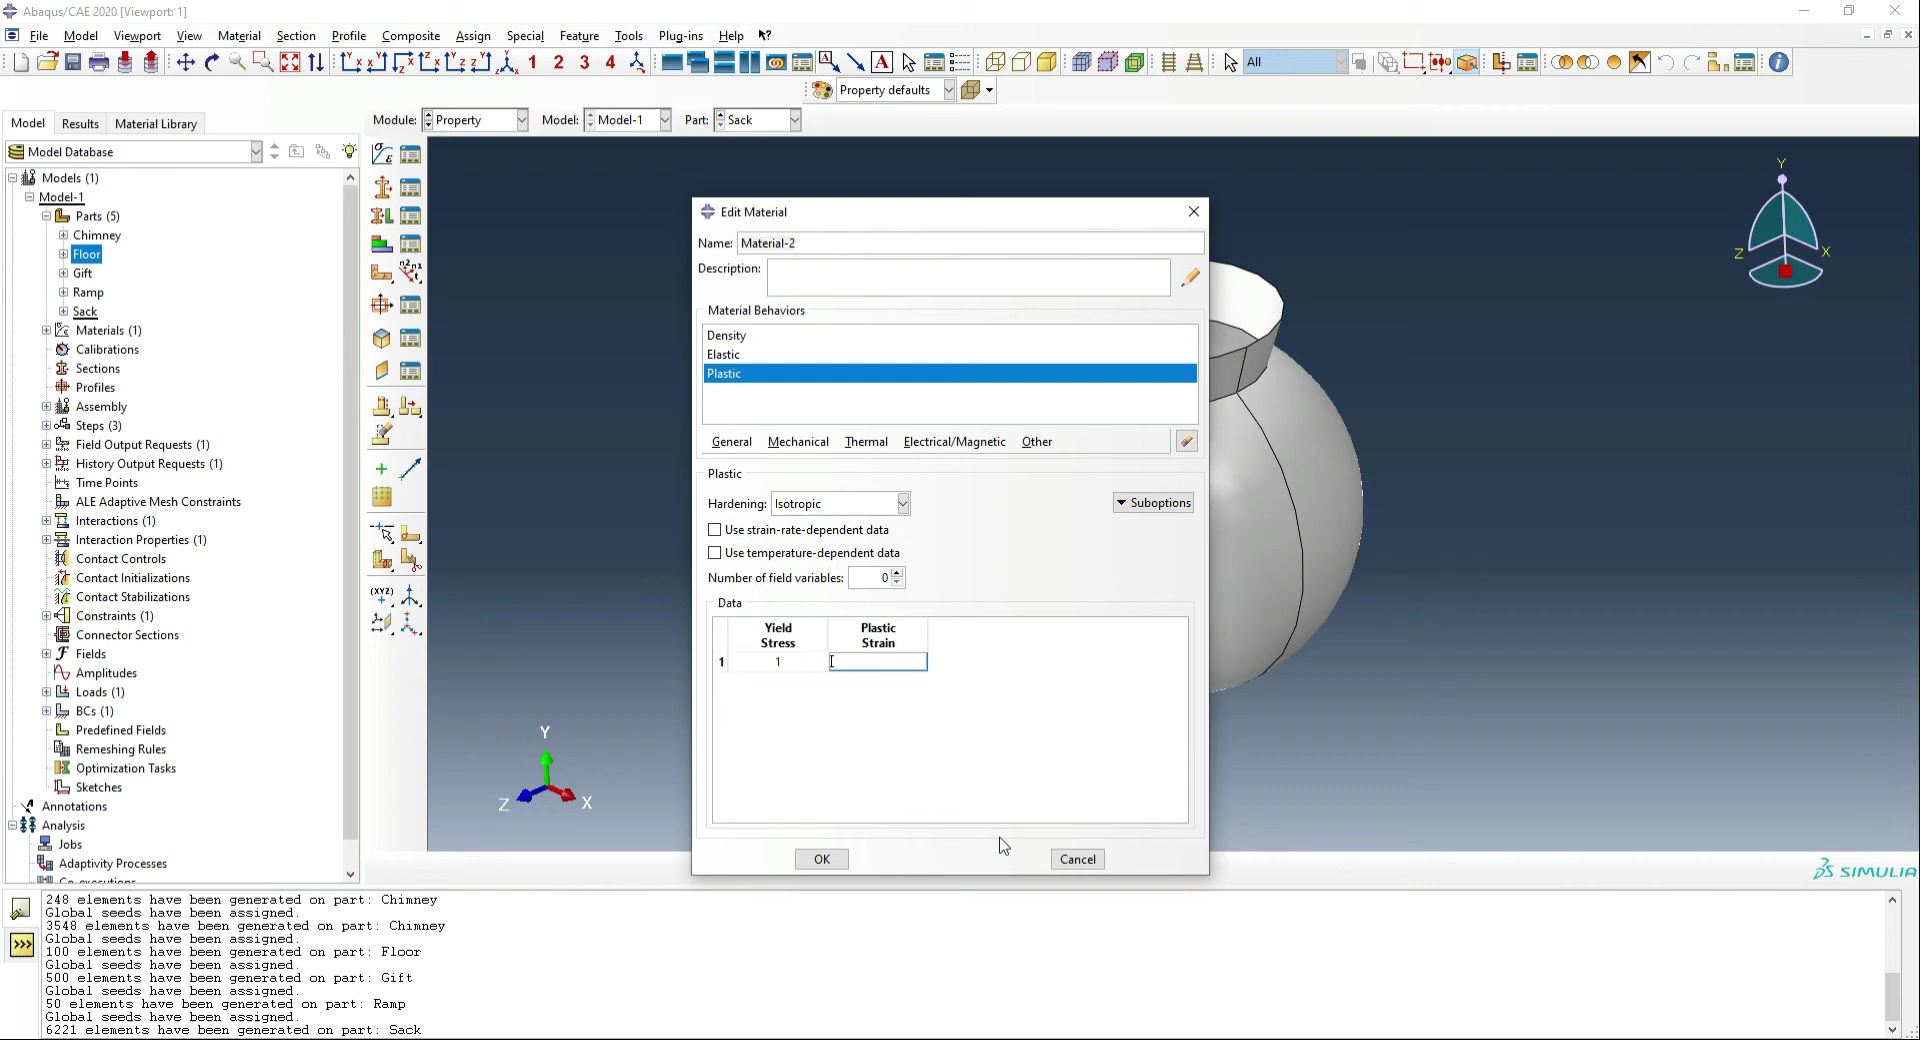 Abaqus/CAE 2020 [Viewport: 1]
File Model Viewport View Material Section Profile Composite Assign Special Feature Tools Plug-ins Help
1 2 3 4 A All
Property defaults
Model Results Material Library
Module: Property Model: Model-1 Part: Sack
Model Database
Models (1)
Model-1
Parts (5)
Chimney
Floor
Gift
Ramp
Sack
Materials (1)
Calibrations
Sections
Profiles
Assembly
Steps (3)
Field Output Requests (1)
History Output Requests (1)
Time Points
ALE Adaptive Mesh Constraints
Interactions (1)
Interaction Properties (1)
Contact Controls
Contact Initializations
Contact Stabilizations
Constraints (1)
Connector Sections
Fields
Amplitudes
Loads (1)
BCs (1)
Predefined Fields
Remeshing Rules
Optimization Tasks
Sketches
Annotations
Analysis
Jobs
Adaptivity Processes
Co-executions
(XYZ)
Edit Material
Name: Material-2
Description:
Material Behaviors
Density
Elastic
Plastic
General Mechanical Thermal Electrical/Magnetic Other
Plastic
Hardening: Isotropic
Suboptions
Use strain-rate-dependent data
Use temperature-dependent data
Number of field variables: 0
Data
Yield Stress
Plastic Strain
1 1
OK Cancel
Y
Z X
Y
Z X
SIMULIA
248 elements have been generated on part: Chimney
Global seeds have been assigned.
3548 elements have been generated on part: Chimney
Global seeds have been assigned.
100 elements have been generated on part: Floor
Global seeds have been assigned.
500 elements have been generated on part: Gift
Global seeds have been assigned.
50 elements have been generated on part: Ramp
Global seeds have been assigned.
6221 elements have been generated on part: Sack